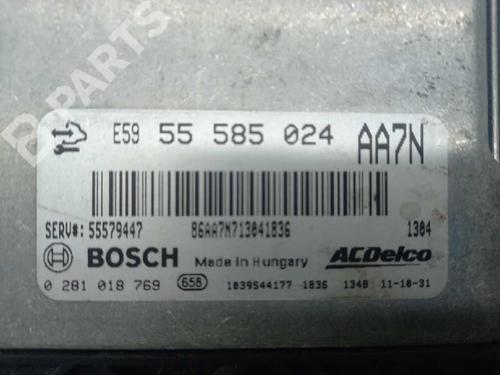 B-PARTS
E59 55 585 024 AA7N
SERV#: 55579447 86AA7N713041836 1304
BOSCH Made in Hungary ACDelco
0 281 018 769 658 1039S44177 1836 1348 11-10-31